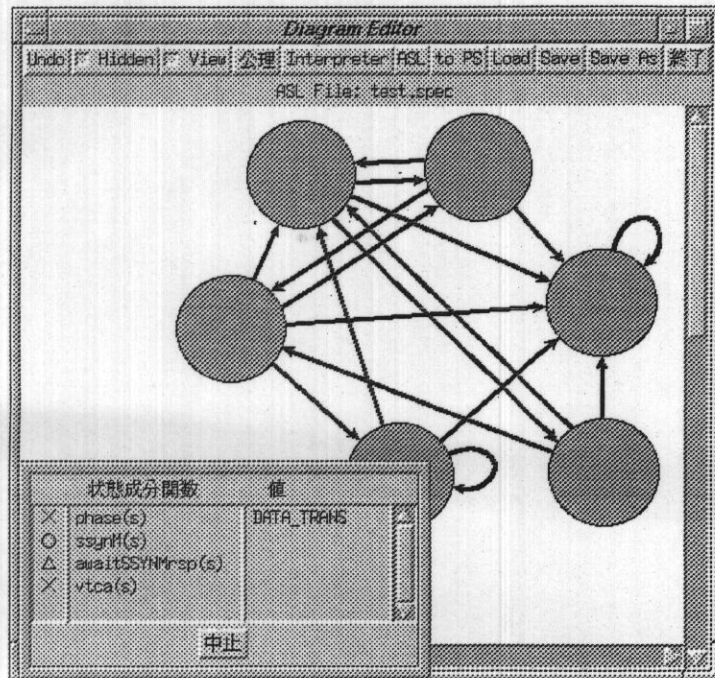 Diagram Editor
Undo Hidden View 公理 Interpreter ASL to PS Load Save Save As 終了
ASL File: test.spec
状態成分関数 値
× phase(s) DATA_TRANS
○ ssynM(s)
△ awaitSSYNMrsp(s)
× vtca(s)
中止